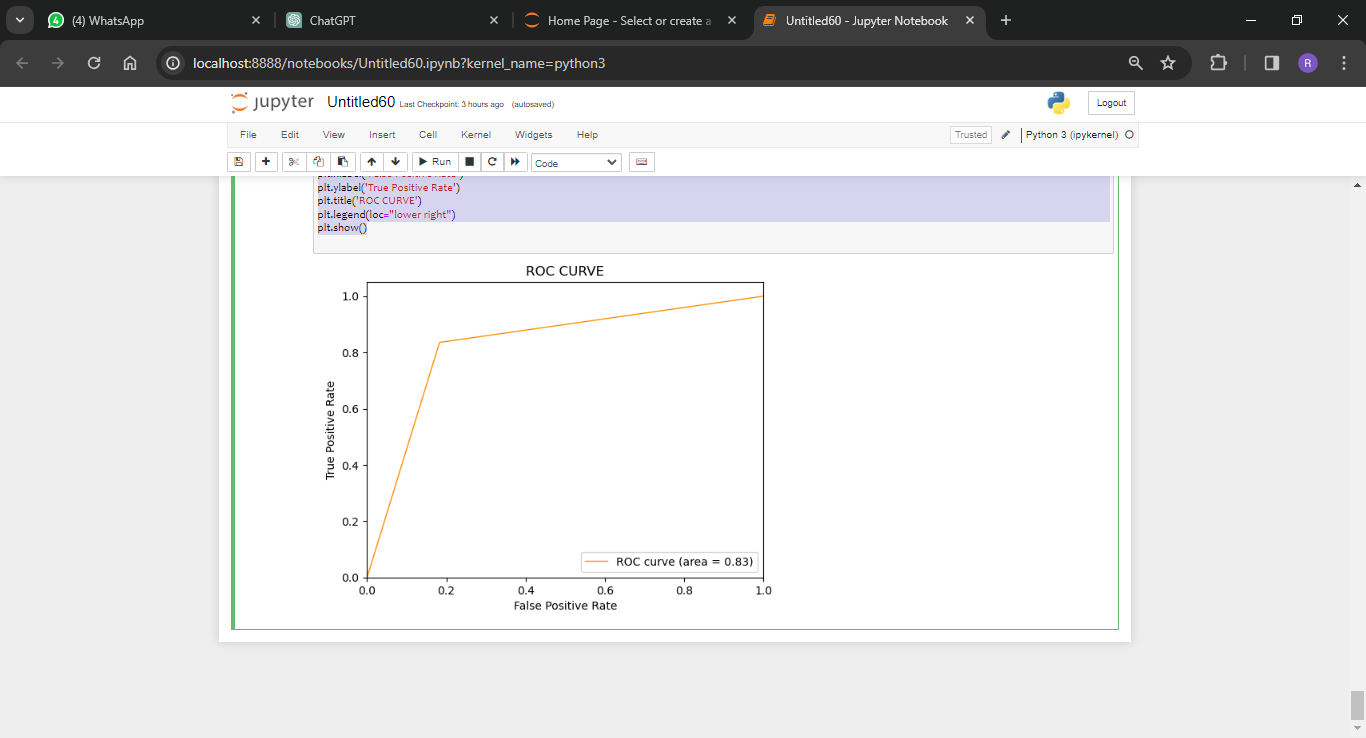 (4) WhatsApp
ChatGPT
Home Page - Select or create a
Untitled60 - Jupyter Notebook
localhost:8888/notebooks/Untitled60.ipynb?kernel_name=python3
R
jupyter Untitled60 Last Checkpoint: 3 hours ago (autosaved)
Logout
File Edit View Insert Cell Kernel Widgets Help
Trusted
Python 3 (ipykernel)
Run
Code
plt.ylabel('True Positive Rate')
plt.title('ROC CURVE')
plt.legend(loc="lower right")
plt.show()
ROC CURVE
1.0
0.8
0.6
0.4
0.2
0.0
True Positive Rate
ROC curve (area = 0.83)
0.0 0.2 0.4 0.6 0.8 1.0
False Positive Rate